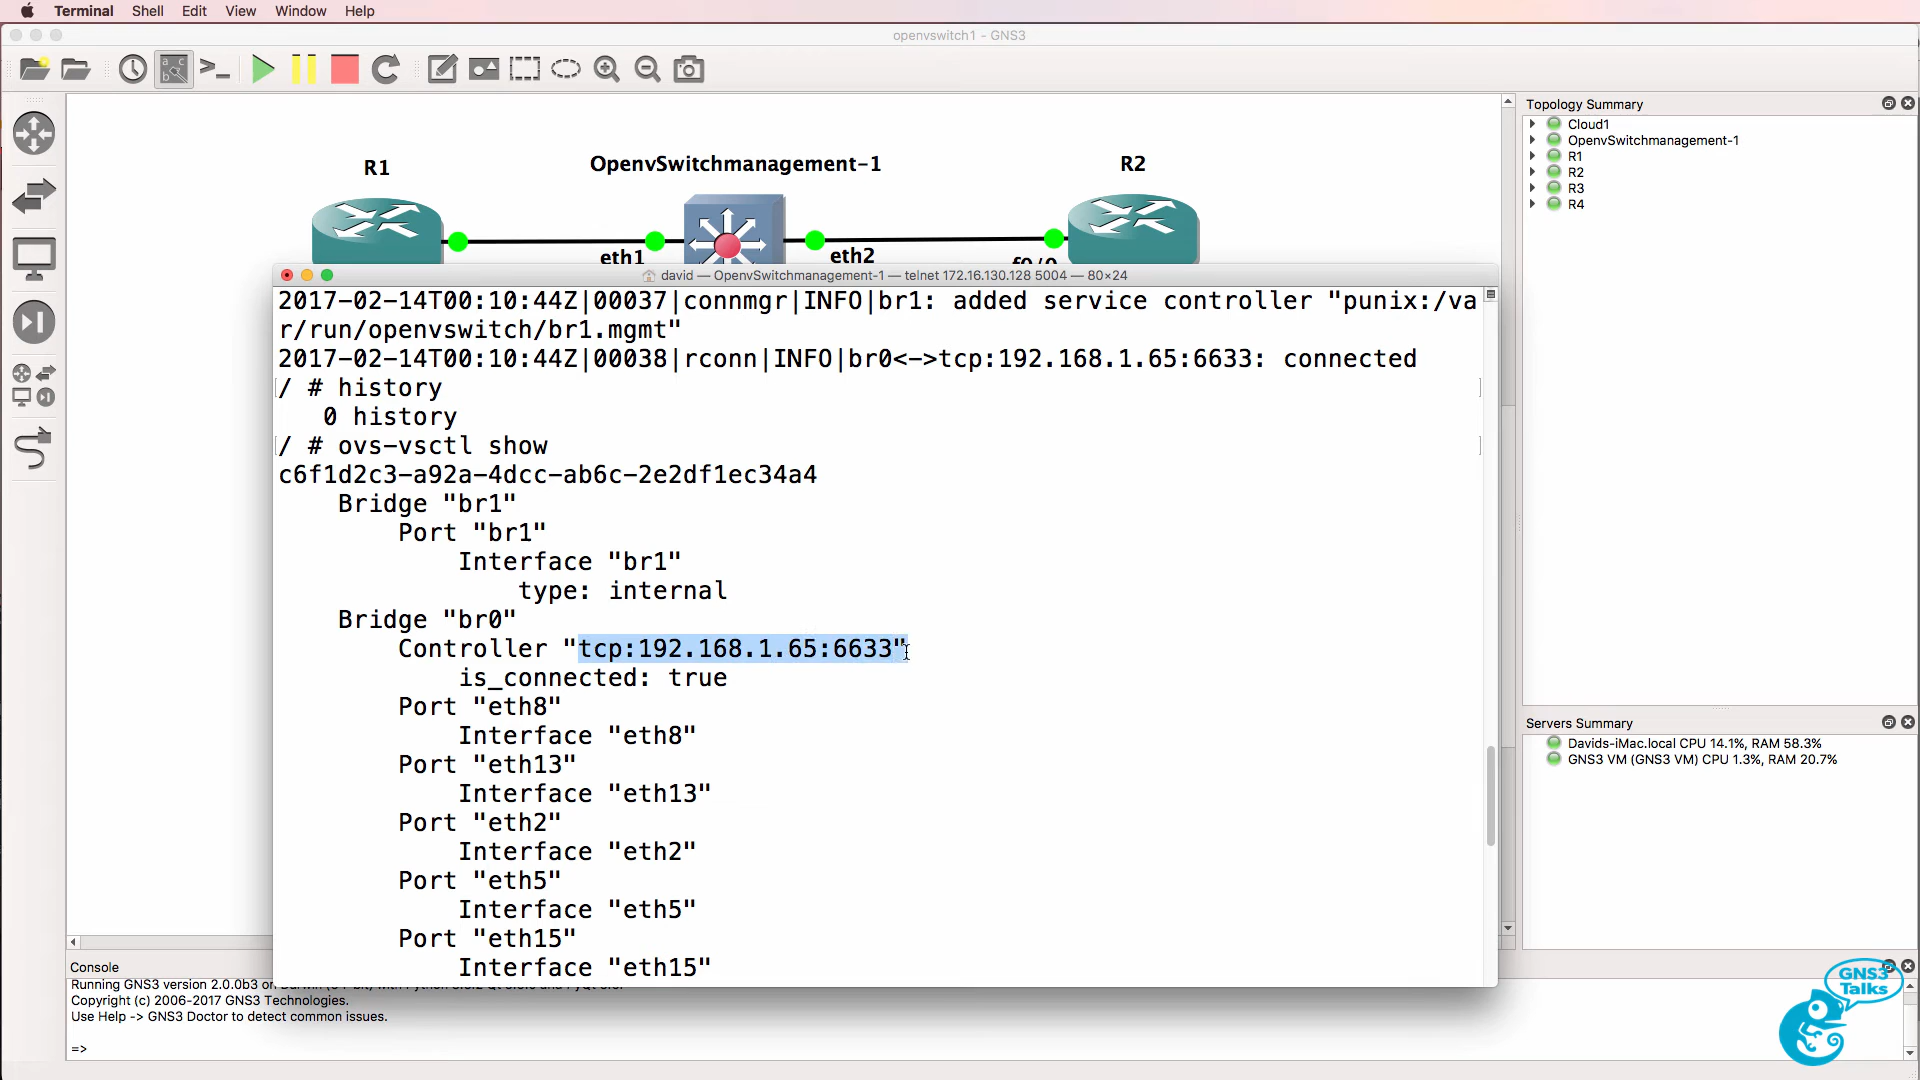 Terminal Shell Edit View Window Help
openvswitch1 - GNS3
Topology Summary
Cloud1
OpenvSwitchmanagement-1
R1
R2
R3
R4
R1
OpenvSwitchmanagement-1
R2
eth1
eth2
f0/0
david — OpenvSwitchmanagement-1 — telnet 172.16.130.128 5004 — 80×24
2017-02-14T00:10:44Z|00037|connmgr|INFO|br1: added service controller "punix:/va
r/run/openvswitch/br1.mgmt"
2017-02-14T00:10:44Z|00038|rconn|INFO|br0<->tcp:192.168.1.65:6633: connected
/ # history
0 history
/ # ovs-vsctl show
c6f1d2c3-a92a-4dcc-ab6c-2e2df1ec34a4
Bridge "br1"
Port "br1"
Interface "br1"
type: internal
Bridge "br0"
Controller "tcp:192.168.1.65:6633"
is_connected: true
Port "eth8"
Interface "eth8"
Port "eth13"
Interface "eth13"
Port "eth2"
Interface "eth2"
Port "eth5"
Interface "eth5"
Port "eth15"
Interface "eth15"
Servers Summary
Davids-iMac.local CPU 14.1%, RAM 58.3%
GNS3 VM (GNS3 VM) CPU 1.3%, RAM 20.7%
Console
Running GNS3 version 2.0.0b3 on
Copyright (c) 2006-2017 GNS3 Technologies.
Use Help -> GNS3 Doctor to detect common issues.
=>
GNS3
Talks